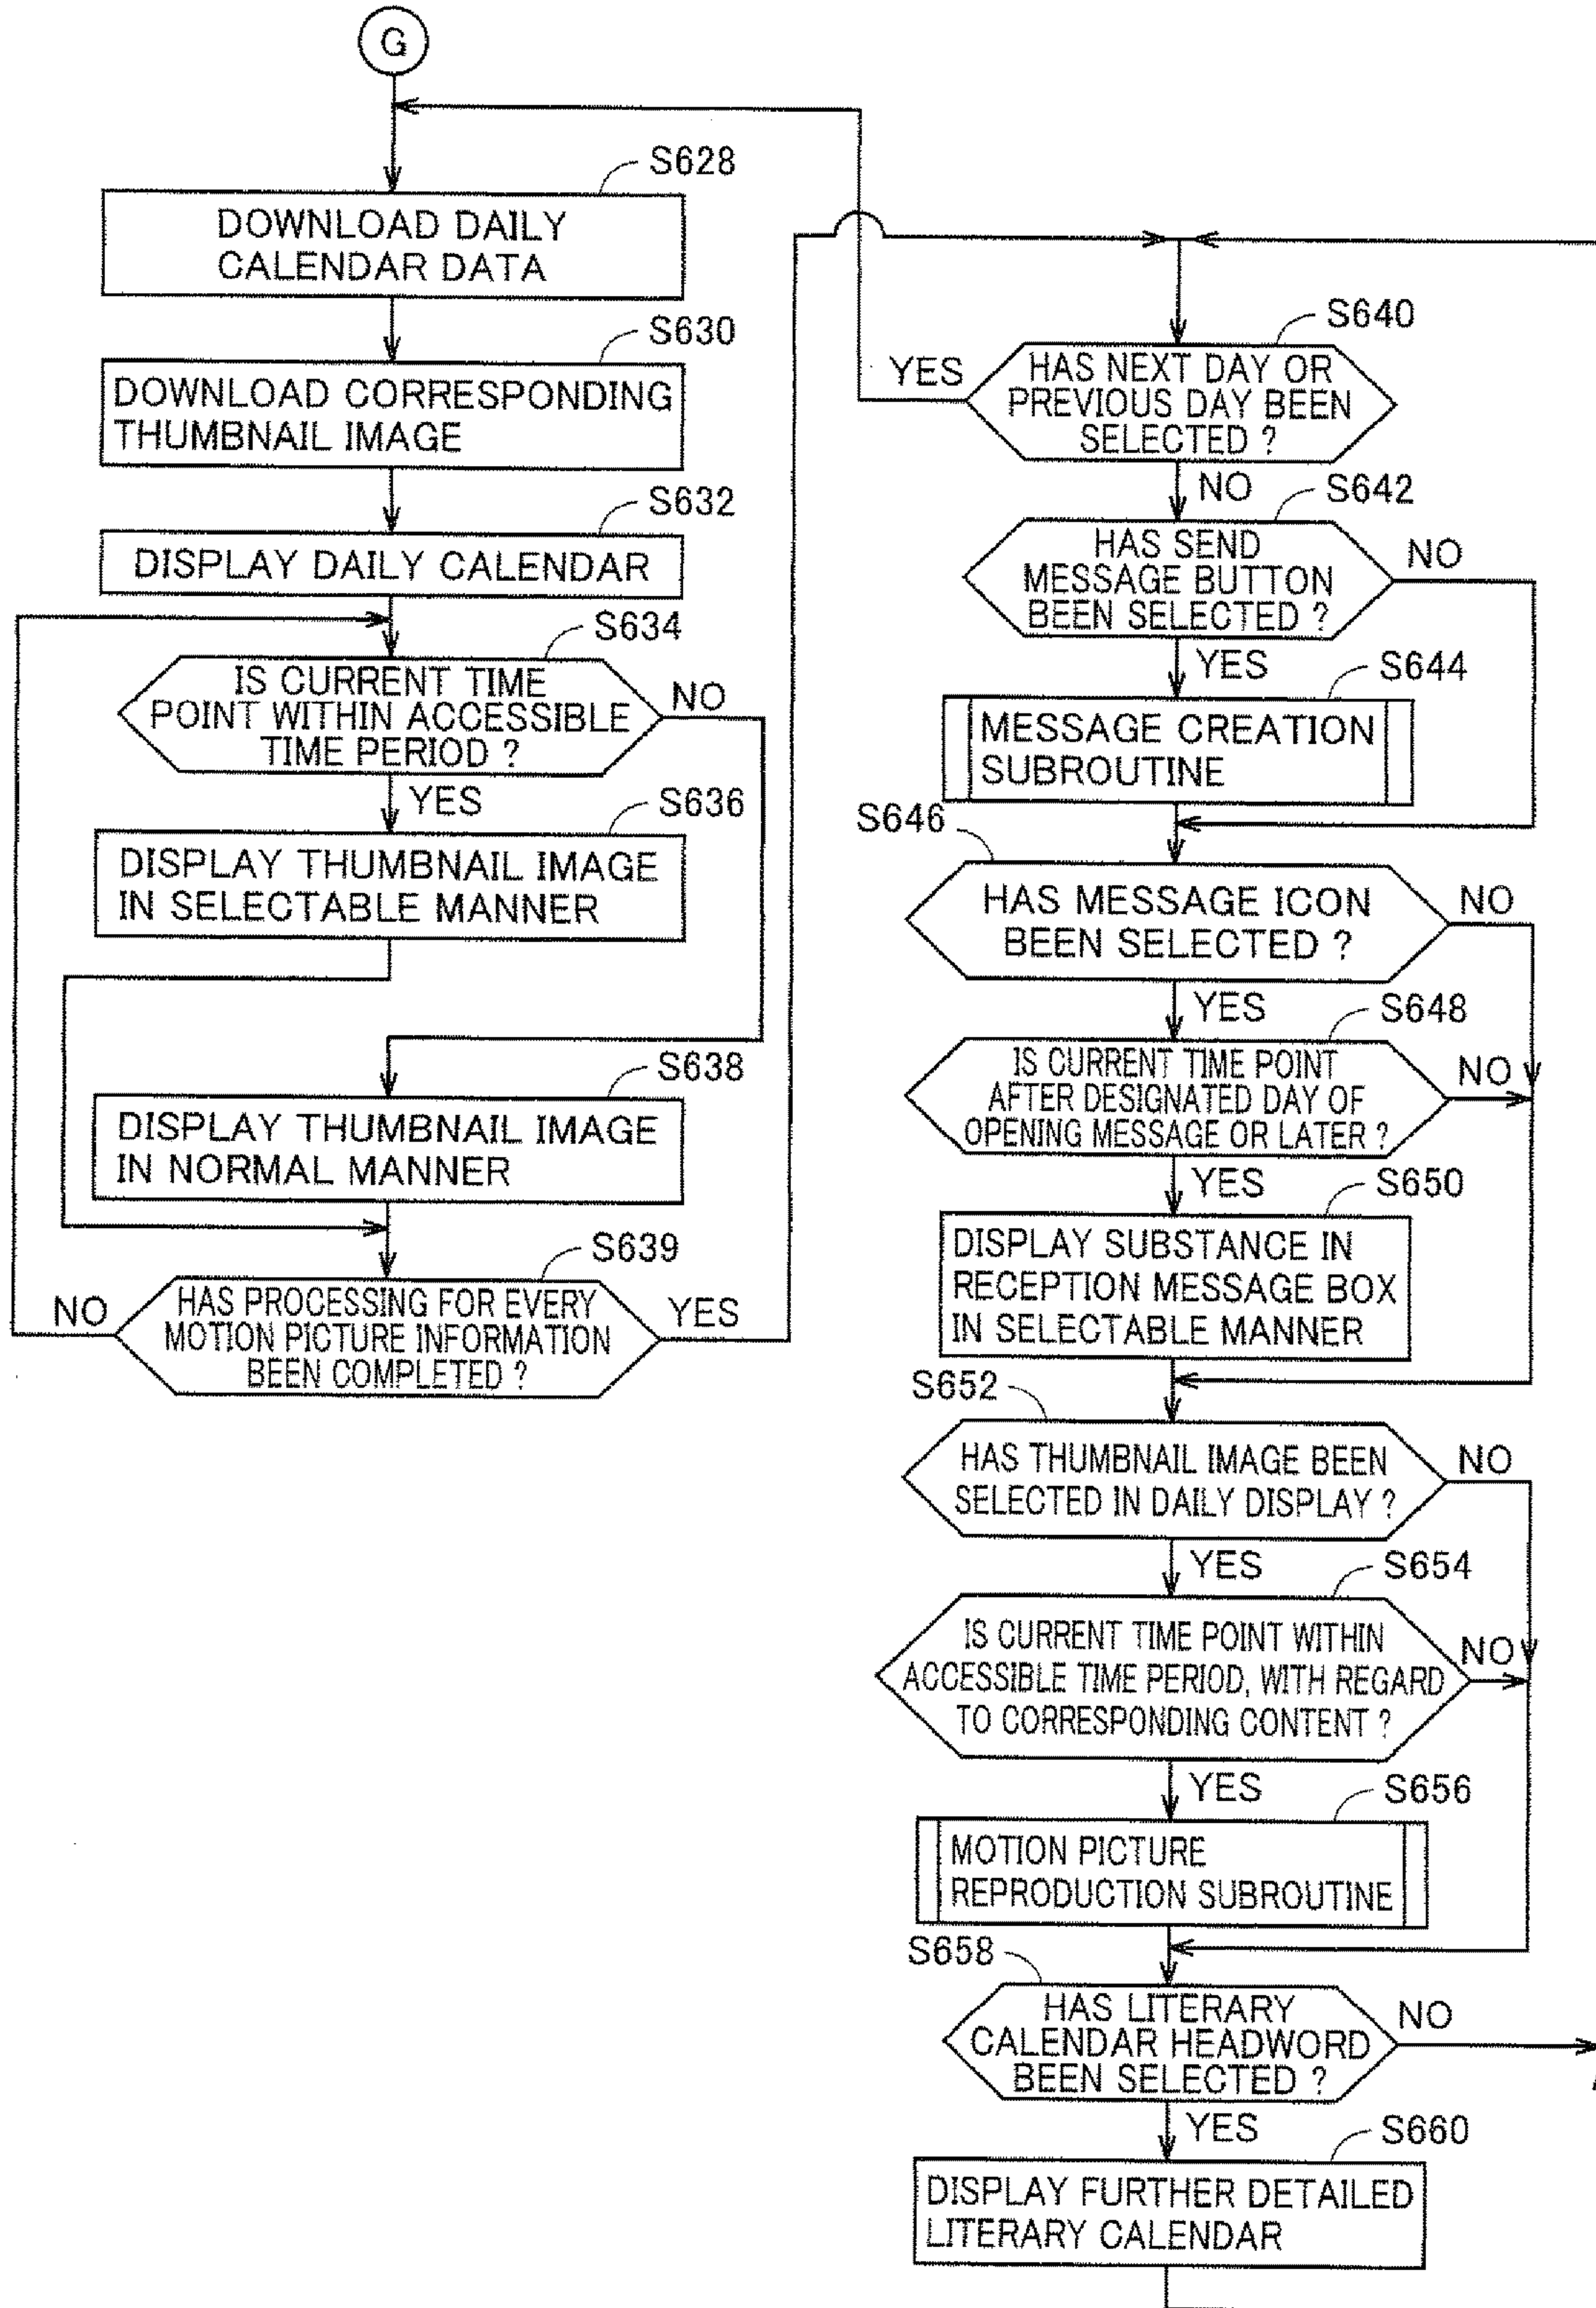 G
S628
DOWNLOAD DAILY
CALENDAR DATA
S630
DOWNLOAD CORRESPONDING
THUMBNAIL IMAGE
S632
DISPLAY DAILY CALENDAR
S634
IS CURRENT TIME
POINT WITHIN ACCESSIBLE
TIME PERIOD ?
NO
YES
S636
DISPLAY THUMBNAIL IMAGE
IN SELECTABLE MANNER
S638
DISPLAY THUMBNAIL IMAGE
IN NORMAL MANNER
S639
HAS PROCESSING FOR EVERY
MOTION PICTURE INFORMATION
BEEN COMPLETED ?
NO
YES
S640
HAS NEXT DAY OR
PREVIOUS DAY BEEN
SELECTED ?
YES
NO
S642
HAS SEND
MESSAGE BUTTON
BEEN SELECTED ?
NO
YES
S644
MESSAGE CREATION
SUBROUTINE
S646
HAS MESSAGE ICON
BEEN SELECTED ?
NO
YES
S648
IS CURRENT TIME POINT
AFTER DESIGNATED DAY OF
OPENING MESSAGE OR LATER ?
NO
YES
S650
DISPLAY SUBSTANCE IN
RECEPTION MESSAGE BOX
IN SELECTABLE MANNER
S652
HAS THUMBNAIL IMAGE BEEN
SELECTED IN DAILY DISPLAY ?
NO
YES
S654
IS CURRENT TIME POINT WITHIN
ACCESSIBLE TIME PERIOD, WITH REGARD
TO CORRESPONDING CONTENT ?
NO
YES
S656
MOTION PICTURE
REPRODUCTION SUBROUTINE
S658
HAS LITERARY
CALENDAR HEADWORD
BEEN SELECTED ?
NO
YES
S660
DISPLAY FURTHER DETAILED
LITERARY CALENDAR